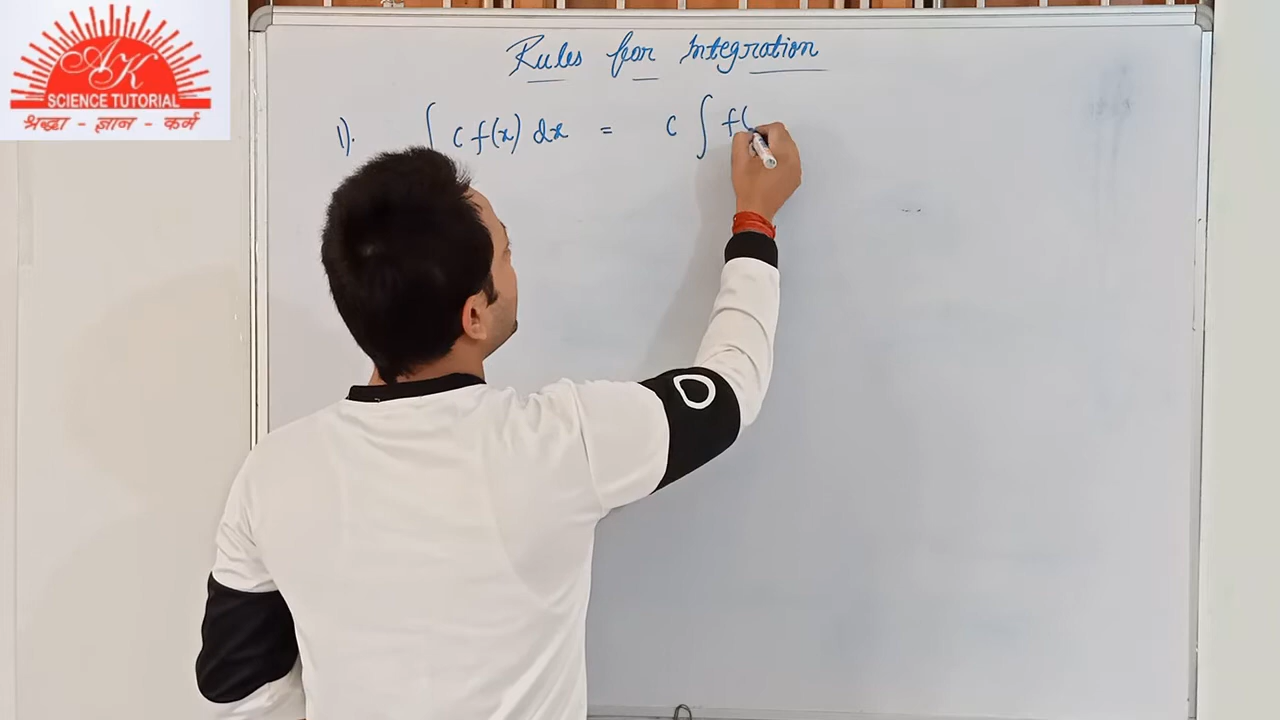 AK
SCIENCE TUTORIAL
श्रद्धा - ज्ञान - कर्म
Rules for Integration
1). ∫ c f(x) dx = c ∫ f(